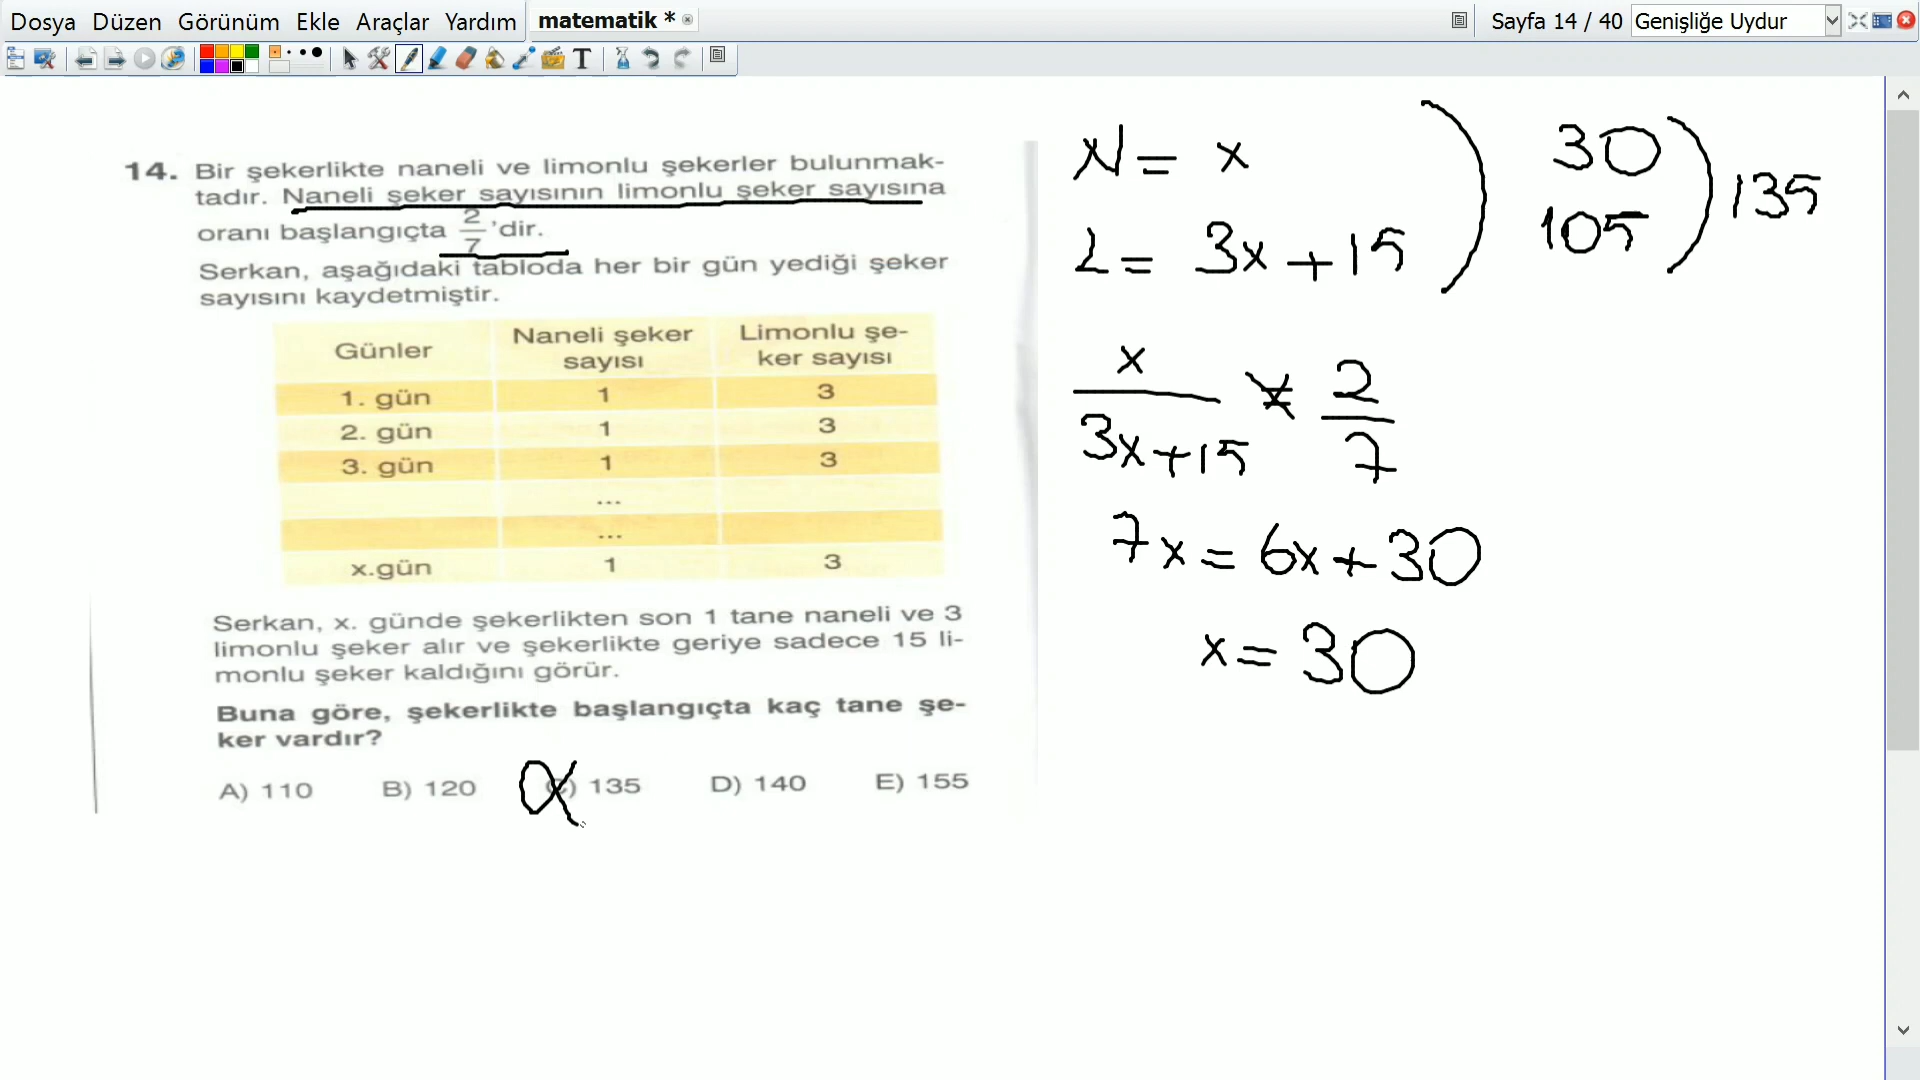 Dosya Düzen Görünüm Ekle Araçlar Yardım
matematik *
Sayfa 14 / 40
Genişliğe Uydur
14. Bir şekerlikte naneli ve limonlu şekerler bulunmak-
tadır. Naneli şeker sayısının limonlu şeker sayısına
oranı başlangıçta 2/7 'dir.
Serkan, aşağıdaki tabloda her bir gün yediği şeker
sayısını kaydetmiştir.
Günler Naneli şeker sayısı Limonlu şe-ker sayısı
1. gün 1 3
2. gün 1 3
3. gün 1 3
...
...
x.gün 1 3
Serkan, x. günde şekerlikten son 1 tane naneli ve 3
limonlu şeker alır ve şekerlikte geriye sadece 15 li-
monlu şeker kaldığını görür.
Buna göre, şekerlikte başlangıçta kaç tane şe-
ker vardır?
A) 110 B) 120 C) 135 D) 140 E) 155
N = x
L = 3x + 15
30
105
135
x/3x+15 = 2/7
7x = 6x + 30
x = 30